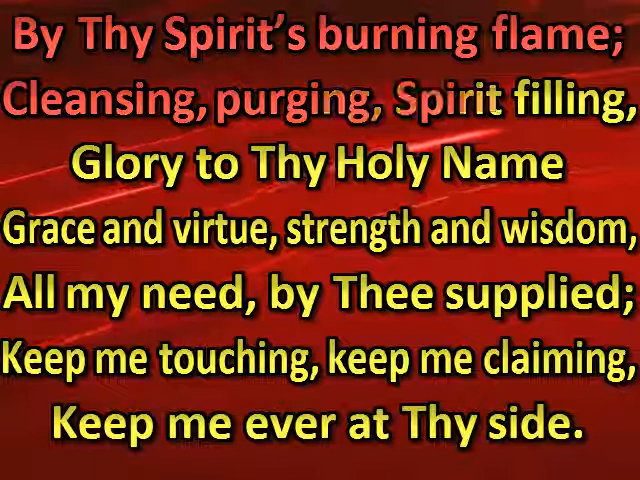 By Thy Spirit's burning flame;
Cleansing, purging, Spirit filling,
Glory to Thy Holy Name
Grace and virtue, strength and wisdom,
All my need, by Thee supplied;
Keep me touching, keep me claiming,
Keep me ever at Thy side.